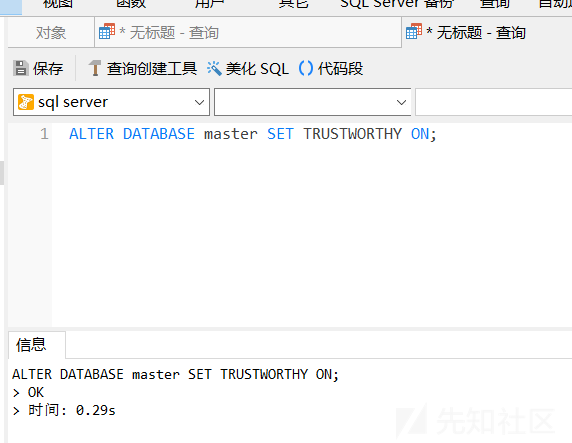 视图 函数 用户 其它 SQL Server 备份 查询 自动运
对象 * 无标题 - 查询 * 无标题 - 查询
保存 查询创建工具 美化 SQL () 代码段
sql server
1 ALTER DATABASE master SET TRUSTWORTHY ON;
信息
ALTER DATABASE master SET TRUSTWORTHY ON;
> OK
> 时间: 0.29s
先知社区